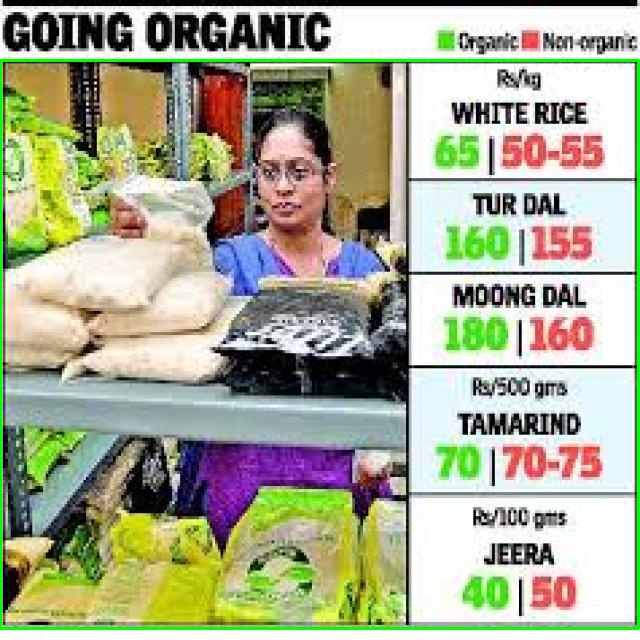 GOING ORGANIC
Organic Non-organic
Rs/kg
WHITE RICE
65 | 50-55
TUR DAL
160 | 155
MOONG DAL
180 | 160
Rs/500 gms
TAMARIND
70 | 70-75
Rs/100 gms
JEERA
40 | 50